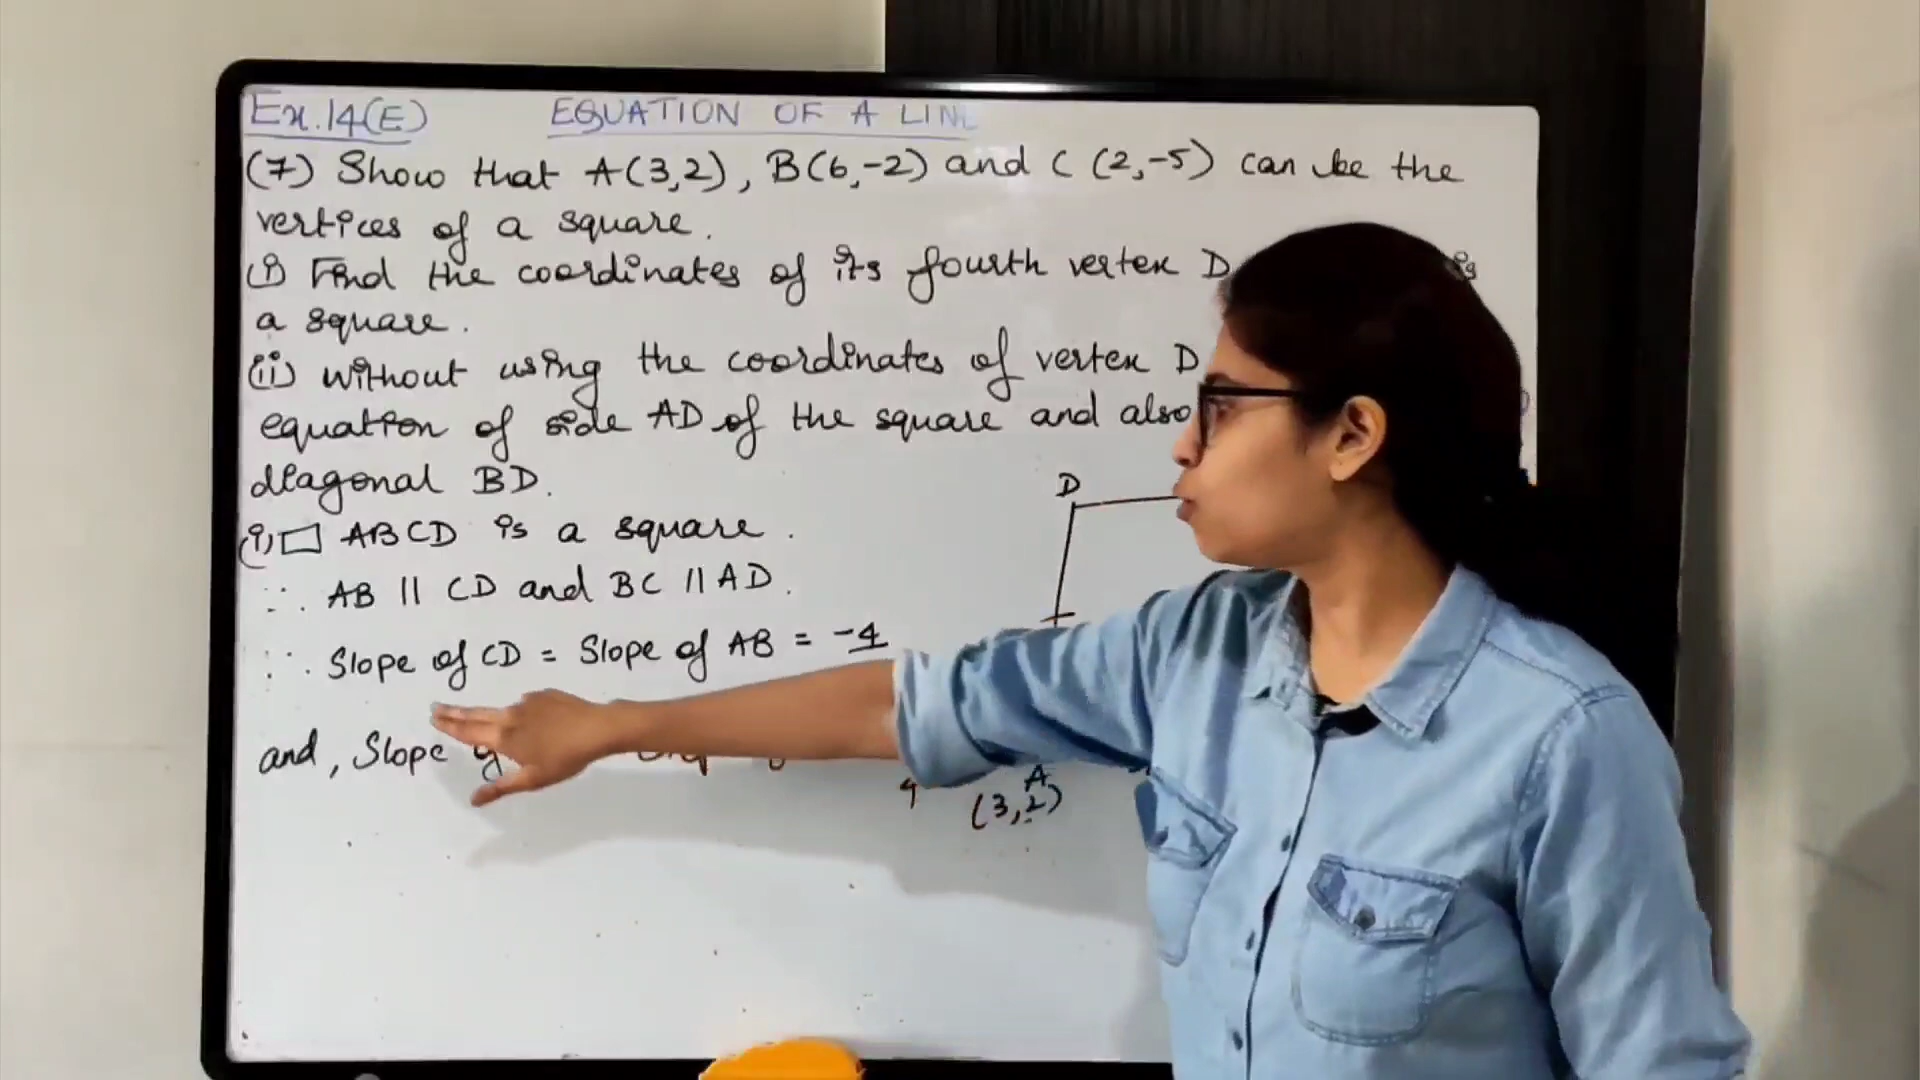 Ex.14(E) EQUATION OF A LINE
(7) Show that A(3,2), B(6,-2) and C (2,-5) can be the
vertices of a square.
(i) Find the coordinates of its fourth vertex D is
a square.
(ii) without using the coordinates of vertex D
equation of side AD of the square and also
diagonal BD.
(i) □ ABCD is a square.
∴ AB || CD and BC || AD.
∴ Slope of CD = Slope of AB = -4
and, Slope
D
A
(3,2)